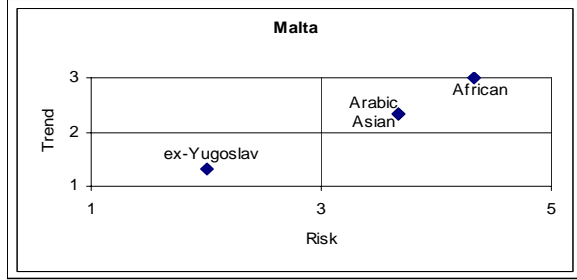 Malta
3
African
Arabic
Asian
Trend
2
ex-Yugoslav
1
1
3
5
Risk